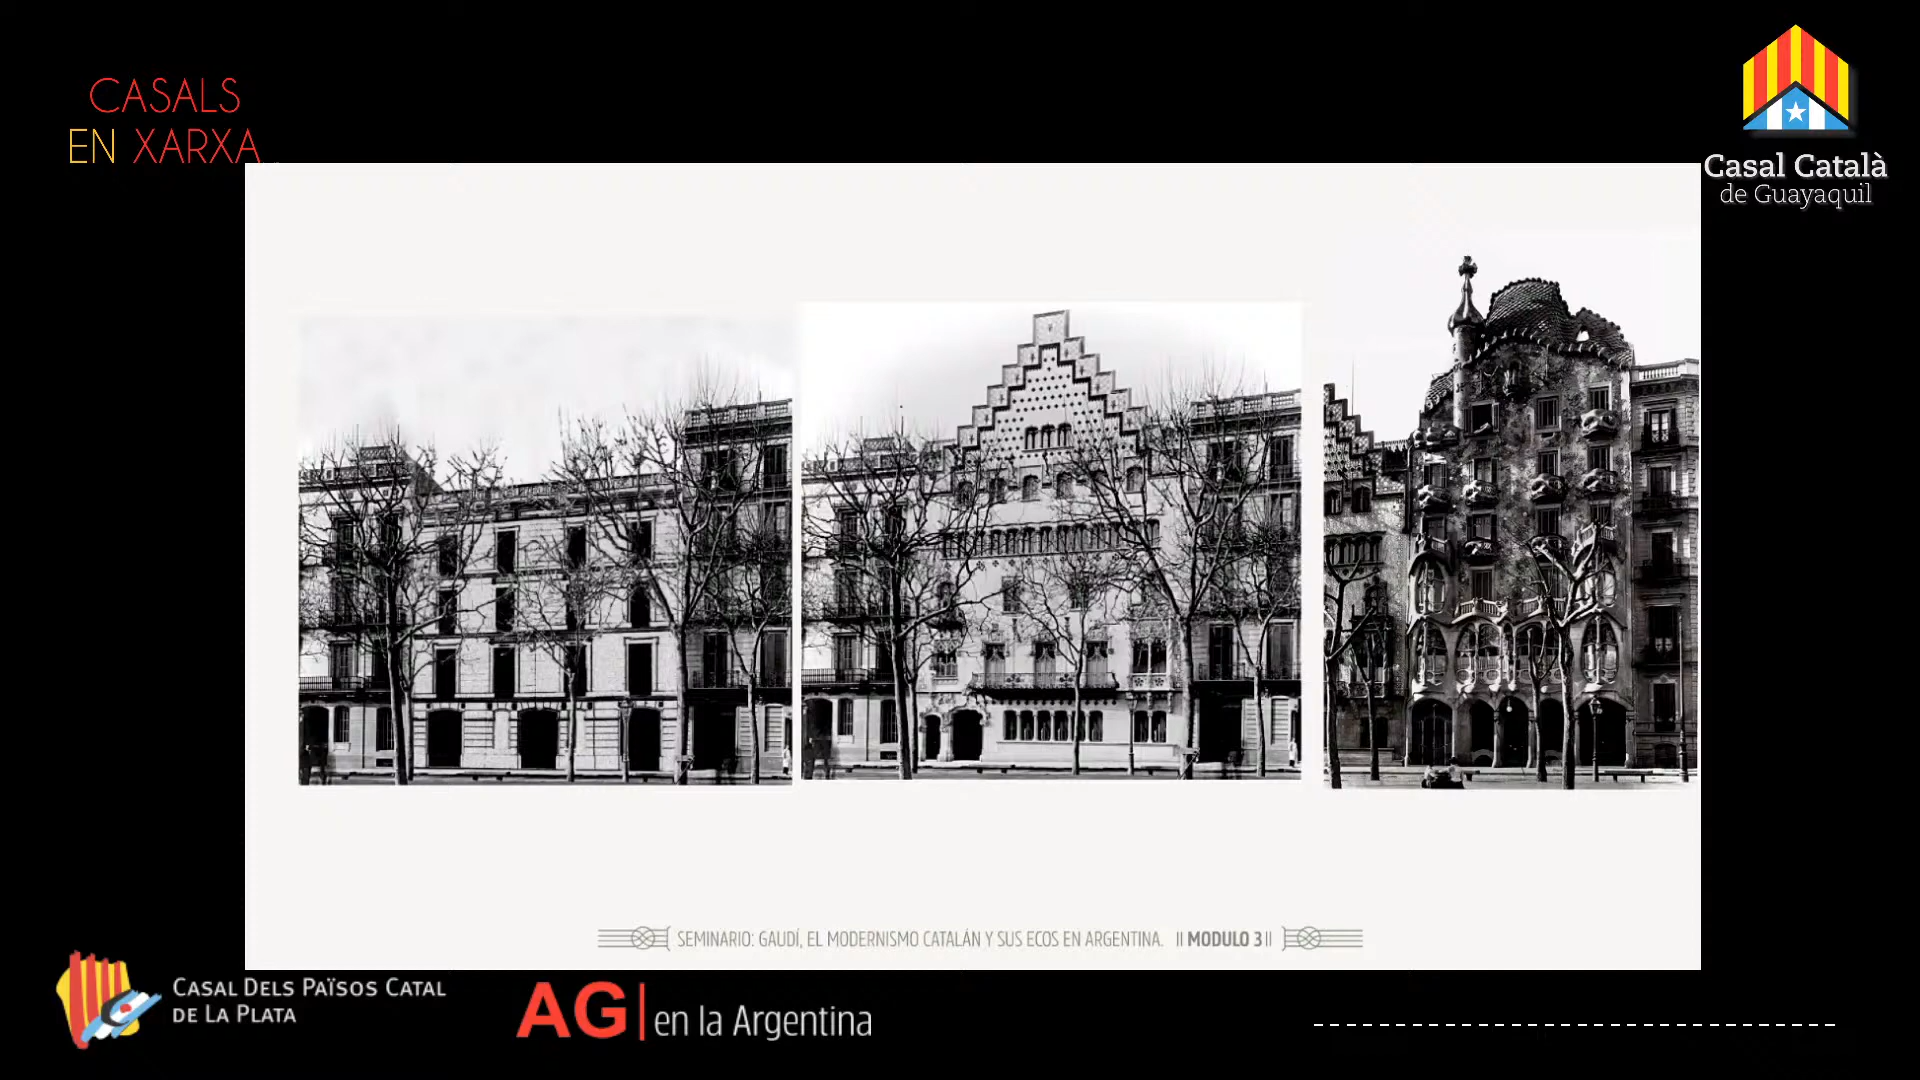 CASALS
EN XARXA
Casal Català
de Guayaquil
SEMINARIO: GAUDÍ, EL MODERNISMO CATALÁN Y SUS ECOS EN ARGENTINA. || MODULO 3 ||
CASAL DELS PAÏSOS CATAL
DE LA PLATA
AG | en la Argentina